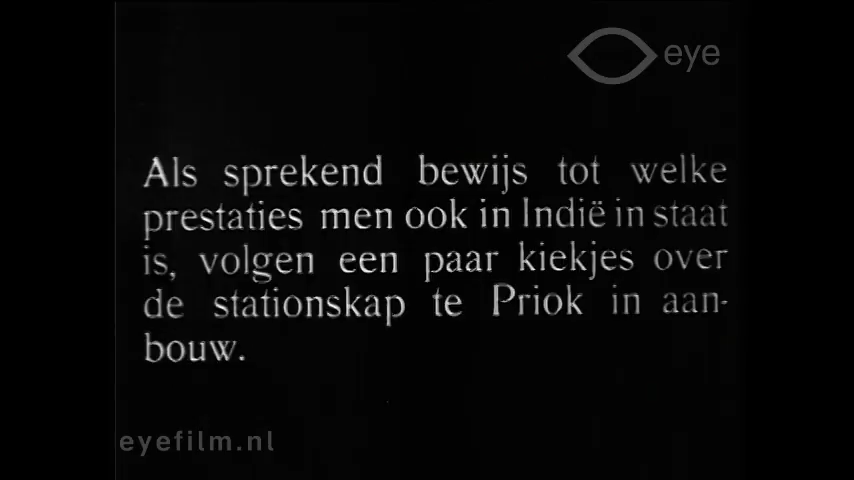 eye
Als sprekend bewijs tot welke
prestaties men ook in Indië in staat
is, volgen een paar kiekjes over
de stationskap te Priok in aan-
bouw.
eyefilm.nl